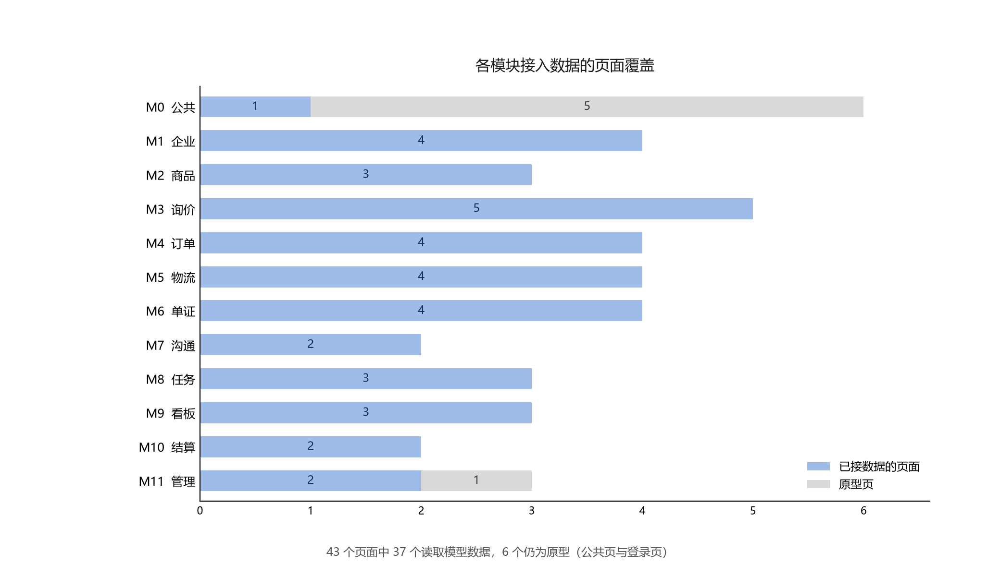 各模块接入数据的页面覆盖
M0 公共 1 5
M1 企业 4
M2 商品 3
M3 询价 5
M4 订单 4
M5 物流 4
M6 单证 4
M7 沟通 2
M8 任务 3
M9 看板 3
M10 结算 2
M11 管理 2 1
已接数据的页面
原型页
0 1 2 3 4 5 6
43 个页面中 37 个读取模型数据，6 个仍为原型（公共页与登录页）